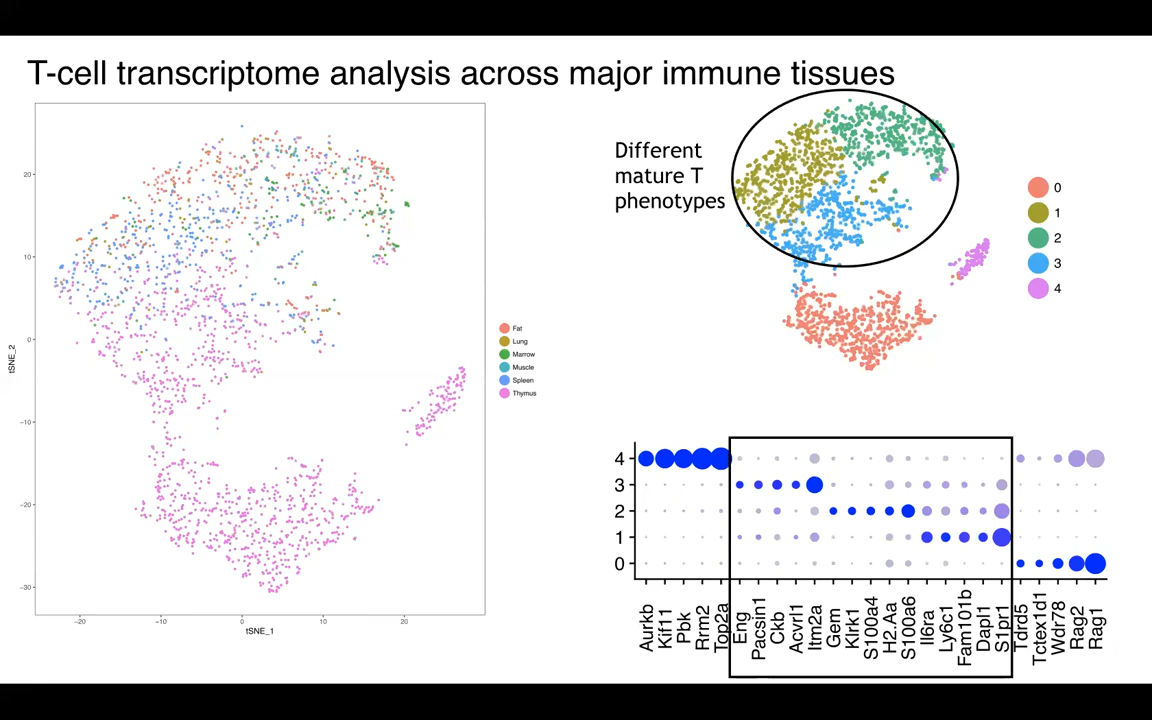 T-cell transcriptome analysis across major immune tissues
Different
mature T
phenotypes
0
1
2
3
4
20
10
0
−10
−20
−30
tSNE_2
−20
−10
0
10
20
tSNE_1
Fat
Lung
Marrow
Muscle
Spleen
Thymus
4
3
2
1
0
Aurkb
Kif11
Pbk
Rrm2
Top2a
Eng
Pacsin1
Ckb
Acvrl1
Itm2a
Gem
Klrk1
S100a4
H2.Aa
S100a6
Il6ra
Ly6c1
Fam101b
Dapl1
S1pr1
Tdrd5
Tctex1d1
Wdr78
Rag2
Rag1